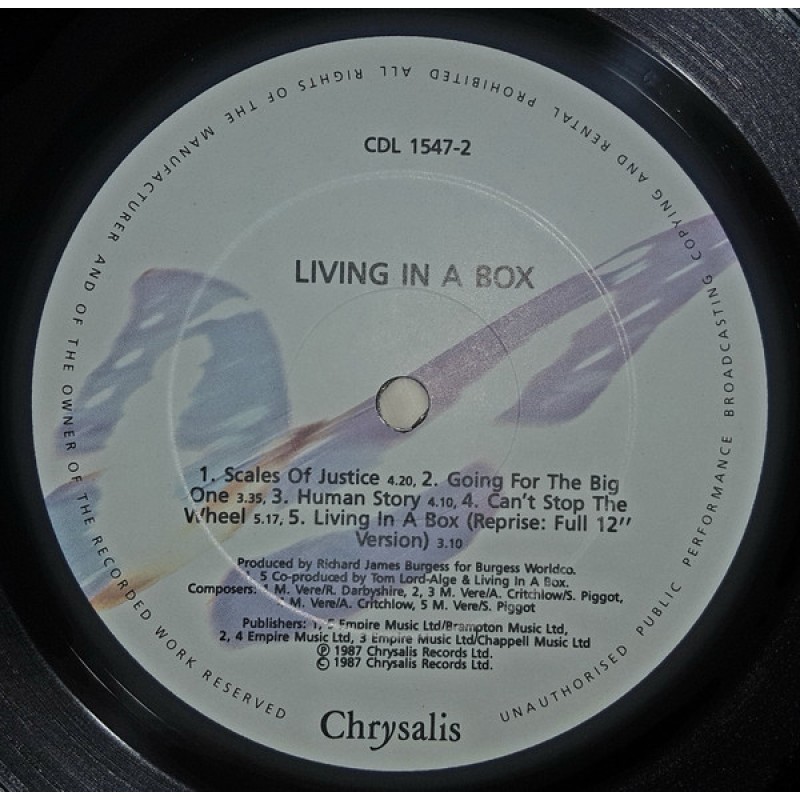 CDL 1547-2
LIVING IN A BOX
1. Scales Of Justice 4.20, 2. Going For The Big
One 3.35, 3. Human Story 4.10, 4. Can't Stop The
Wheel 5.17, 5. Living In A Box (Reprise: Full 12"
Version) 3.10
Produced by Richard James Burgess for Burgess Worldco.
5 Co-produced by Tom Lord-Alge & Living In A Box.
Composers: 1 M. Vere/R. Darbyshire, 2, 3 M. Vere/A. Critchlow/S. Piggot,
M. Vere/A. Critchlow, 5 M. Vere/S. Piggot
Publishers: 1, 5 Empire Music Ltd/Brampton Music Ltd,
2, 4 Empire Music Ltd, 3 Empire Music Ltd/Chappell Music Ltd
℗ 1987 Chrysalis Records Ltd.
© 1987 Chrysalis Records Ltd.
Chrysalis
ALL RIGHTS OF THE MANUFACTURER AND OF THE OWNER OF THE RECORDED WORK RESERVED UNAUTHORISED PUBLIC PERFORMANCE BROADCASTING COPYING AND RENTAL PROHIBITED